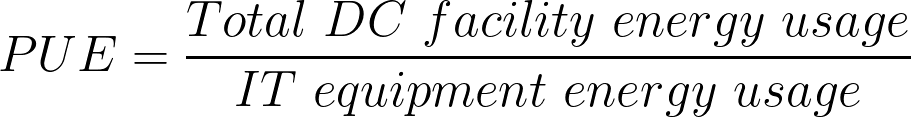 PUE = Total DC facility energy usage
IT equipment energy usage